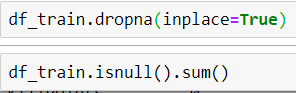 df_train.dropna(inplace=True)
df_train.isnull().sum()